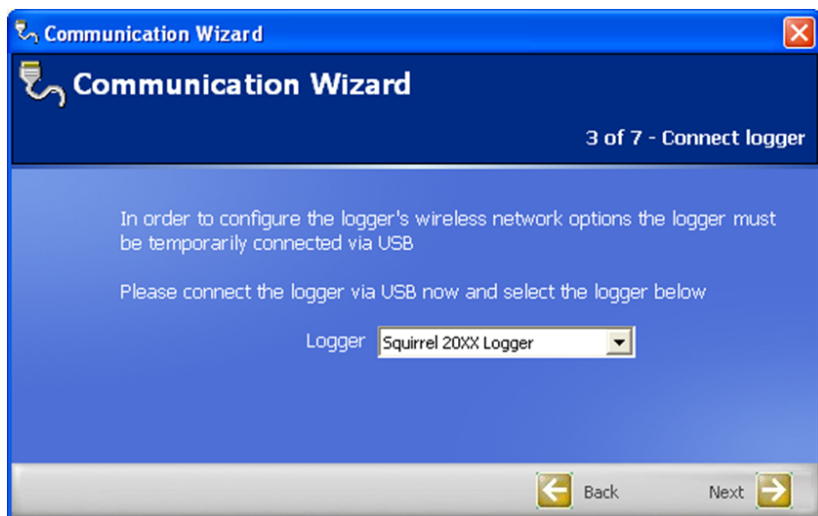 Communication Wizard
Communication Wizard
3 of 7 - Connect logger
In order to configure the logger's wireless network options the logger must
be temporarily connected via USB
Please connect the logger via USB now and select the logger below
Logger Squirrel 20XX Logger
Back Next